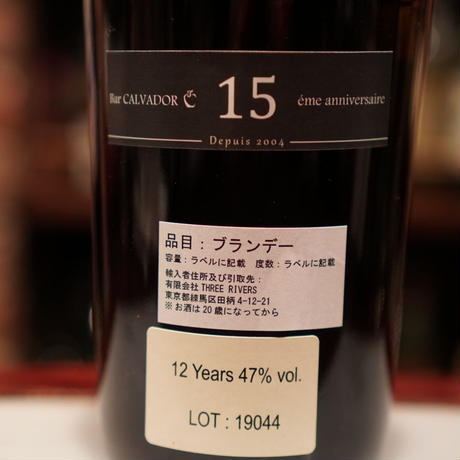 Bar CALVADOR 15 éme anniversaire
Depuis 2004
品目：ブランデー
容量：ラベルに記載 度数：ラベルに記載
輸入者住所及び引取先：
有限会社 THREE RIVERS
東京都練馬区田柄 4-12-21
※お酒は20歳になってから
12 Years 47% vol.
LOT : 19044